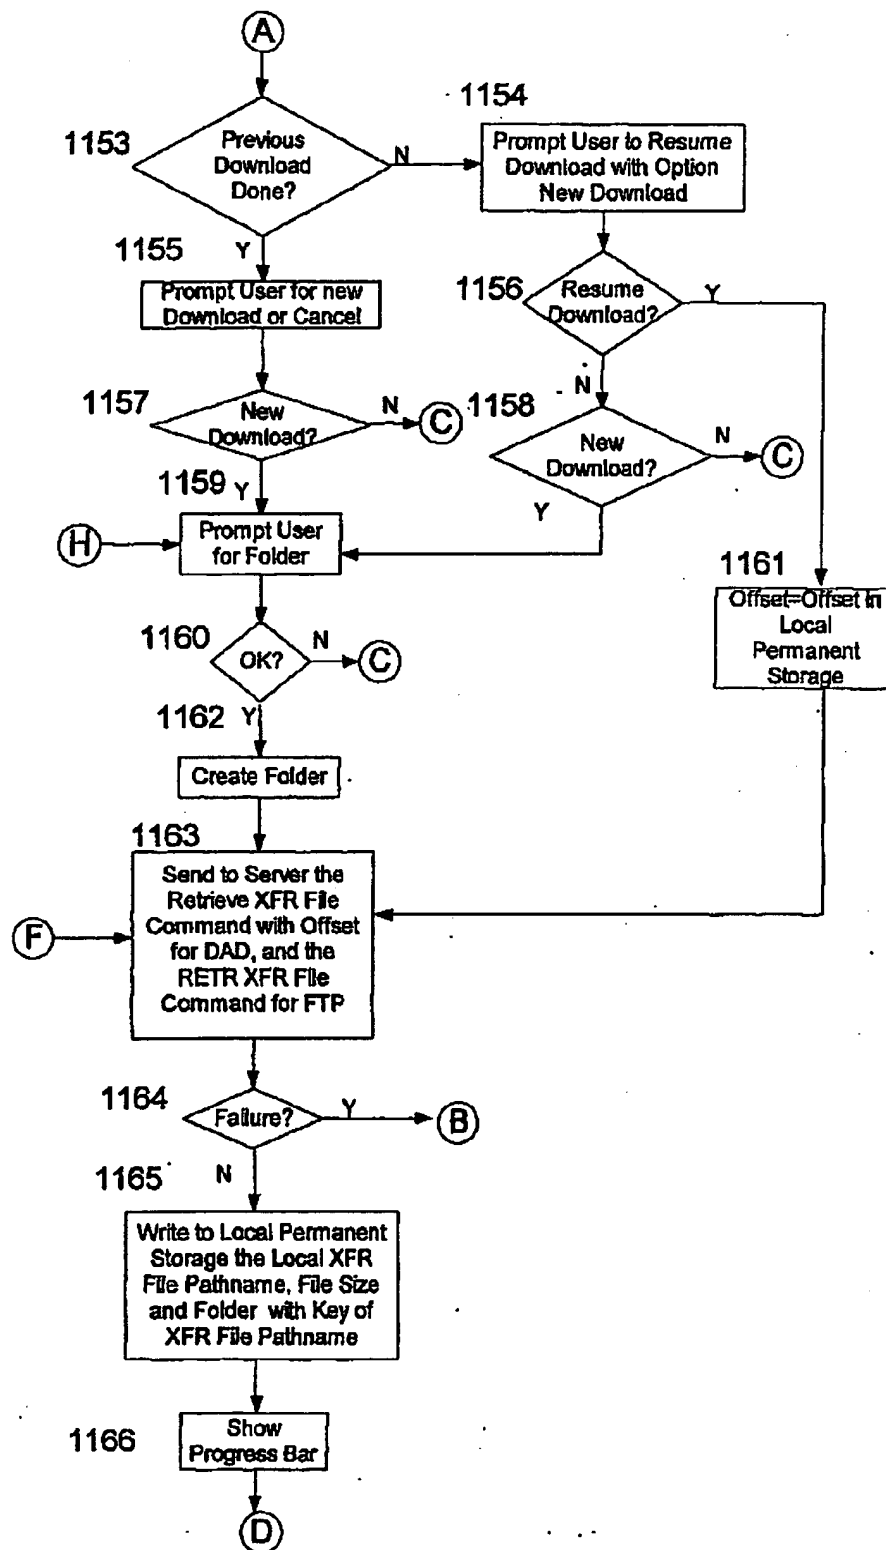 A
1153
Previous
Download
Done?
N
Y
1154
Prompt User to Resume
Download with Option
New Download
1155
Prompt User for new
Download or Cancel
1156
Resume
Download?
Y
N
1157
New
Download?
N
C
Y
1158
New
Download?
N
C
Y
1159
H
Prompt User
for Folder
1160
OK?
N
C
Y
1161
Offset=Offset in
Local
Permanent
Storage
1162
Create Folder
1163
Send to Server the
Retrieve XFR File
Command with Offset
for DAD, and the
RETR XFR File
Command for FTP
F
1164
Failure?
Y
B
N
1165
Write to Local Permanent
Storage the Local XFR
File Pathname, File Size
and Folder with Key of
XFR File Pathname
1166
Show
Progress Bar
D